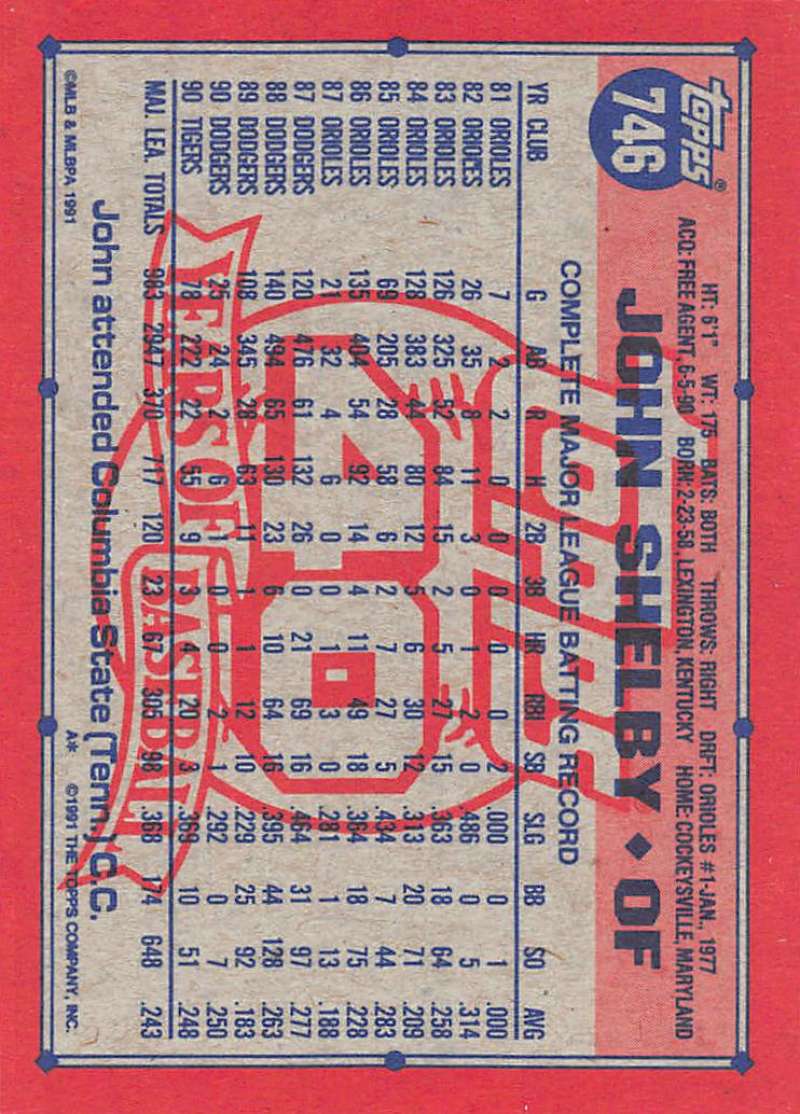 topps®
746
HT: 6'1" WT: 175 BATS: BOTH THROWS: RIGHT DRFT: ORIOLES #1-JAN., 1977
ACQ: FREE AGENT, 6-5-90 BORN: 2-23-58, LEXINGTON, KENTUCKY HOME: COCKEYSVILLE, MARYLAND
JOHN SHELBY ◆ OF
COMPLETE MAJOR LEAGUE BATTING RECORD
YR CLUB G AB R H 2B 3B HR RBI SB SLG BB SO AVG
81 ORIOLES 7 2 2 0 0 0 0 0 2 .000 0 1 .000
82 ORIOLES 26 35 8 11 3 0 1 2 0 .486 0 5 .314
83 ORIOLES 126 325 52 84 15 2 5 27 15 .363 18 64 .258
84 ORIOLES 128 383 44 80 12 5 6 30 12 .313 20 71 .209
85 ORIOLES 69 205 28 58 6 2 7 27 5 .434 7 44 .283
86 ORIOLES 135 404 54 92 14 4 11 49 18 .364 18 75 .228
87 ORIOLES 21 32 4 6 0 0 1 3 0 .281 1 13 .188
87 DODGERS 120 476 61 132 26 0 21 69 16 .464 31 97 .277
88 DODGERS 140 494 65 130 23 6 10 64 16 .395 44 128 .263
89 DODGERS 108 345 28 63 11 1 1 12 10 .229 25 92 .183
90 DODGERS 25 24 2 6 1 0 0 2 1 .292 0 7 .250
90 TIGERS 78 222 22 55 9 3 4 20 3 .369 10 51 .248
MAJ. LEA. TOTALS 983 2947 370 717 120 23 67 305 98 .368 174 648 .243
topps
40
YEARS OF BASEBALL
John attended Columbia State (Tenn.) C.C.
©MLB & MLBPA 1991
A* ©1991 THE TOPPS COMPANY, INC.